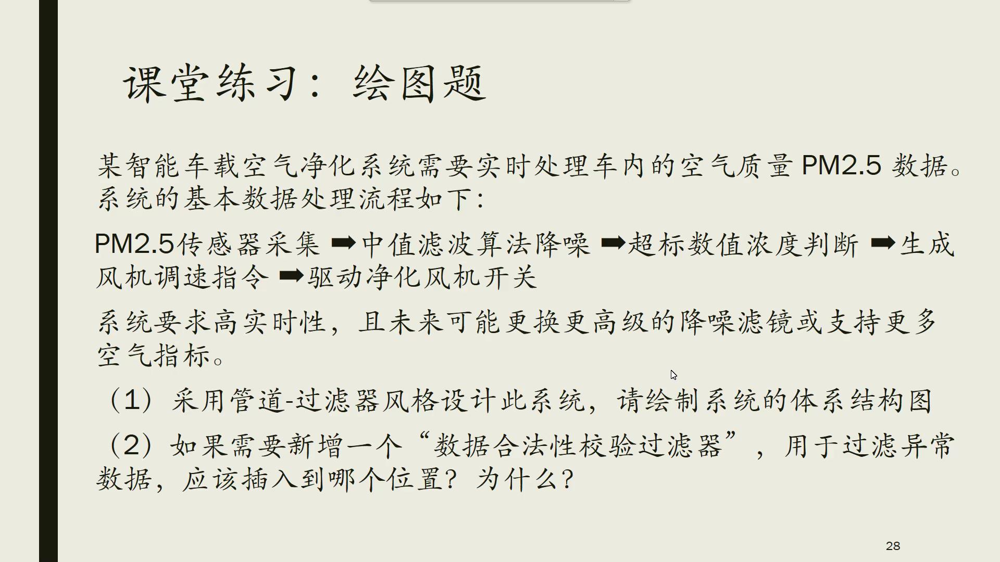 课堂练习：绘图题
某智能车载空气净化系统需要实时处理车内的空气质量 PM2.5 数据。
系统的基本数据处理流程如下：
PM2.5传感器采集 ➡中值滤波算法降噪 ➡超标数值浓度判断 ➡生成
风机调速指令 ➡驱动净化风机开关
系统要求高实时性，且未来可能更换更高级的降噪滤镜或支持更多
空气指标。
（1） 采用管道-过滤器风格设计此系统，请绘制系统的体系结构图
（2）如果需要新增一个“数据合法性校验过滤器”，用于过滤异常
数据，应该插入到哪个位置？为什么？
28